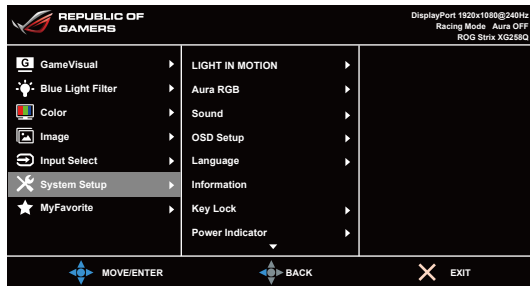 REPUBLIC OF
GAMERS
DisplayPort 1920x1080@240Hz
Racing Mode Aura OFF
ROG Strix XG258Q
G GameVisual
Blue Light Filter
Color
Image
Input Select
System Setup
MyFavorite
LIGHT IN MOTION
Aura RGB
Sound
OSD Setup
Language
Information
Key Lock
Power Indicator
MOVE/ENTER
BACK
EXIT